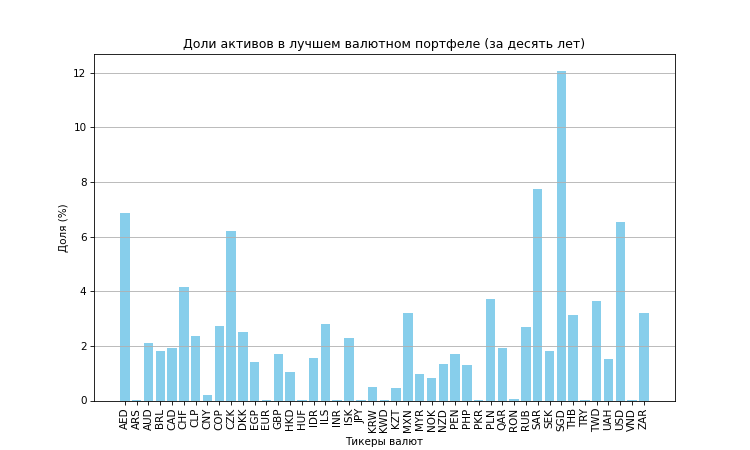 Доли активов в лучшем валютном портфеле (за десять лет)
Доля (%)
12
10
8
6
4
2
0
AED ARS AUD BRL CAD CHF CLP CNY COP CZK DKK EGP EUR GBP HKD HUF IDR ILS INR ISK JPY KRW KWD KZT MXN MYR NOK NZD PEN PHP PKR PLN QAR RON RUB SAR SEK SGD THB TRY TWD UAH USD VND ZAR
Тикеры валют